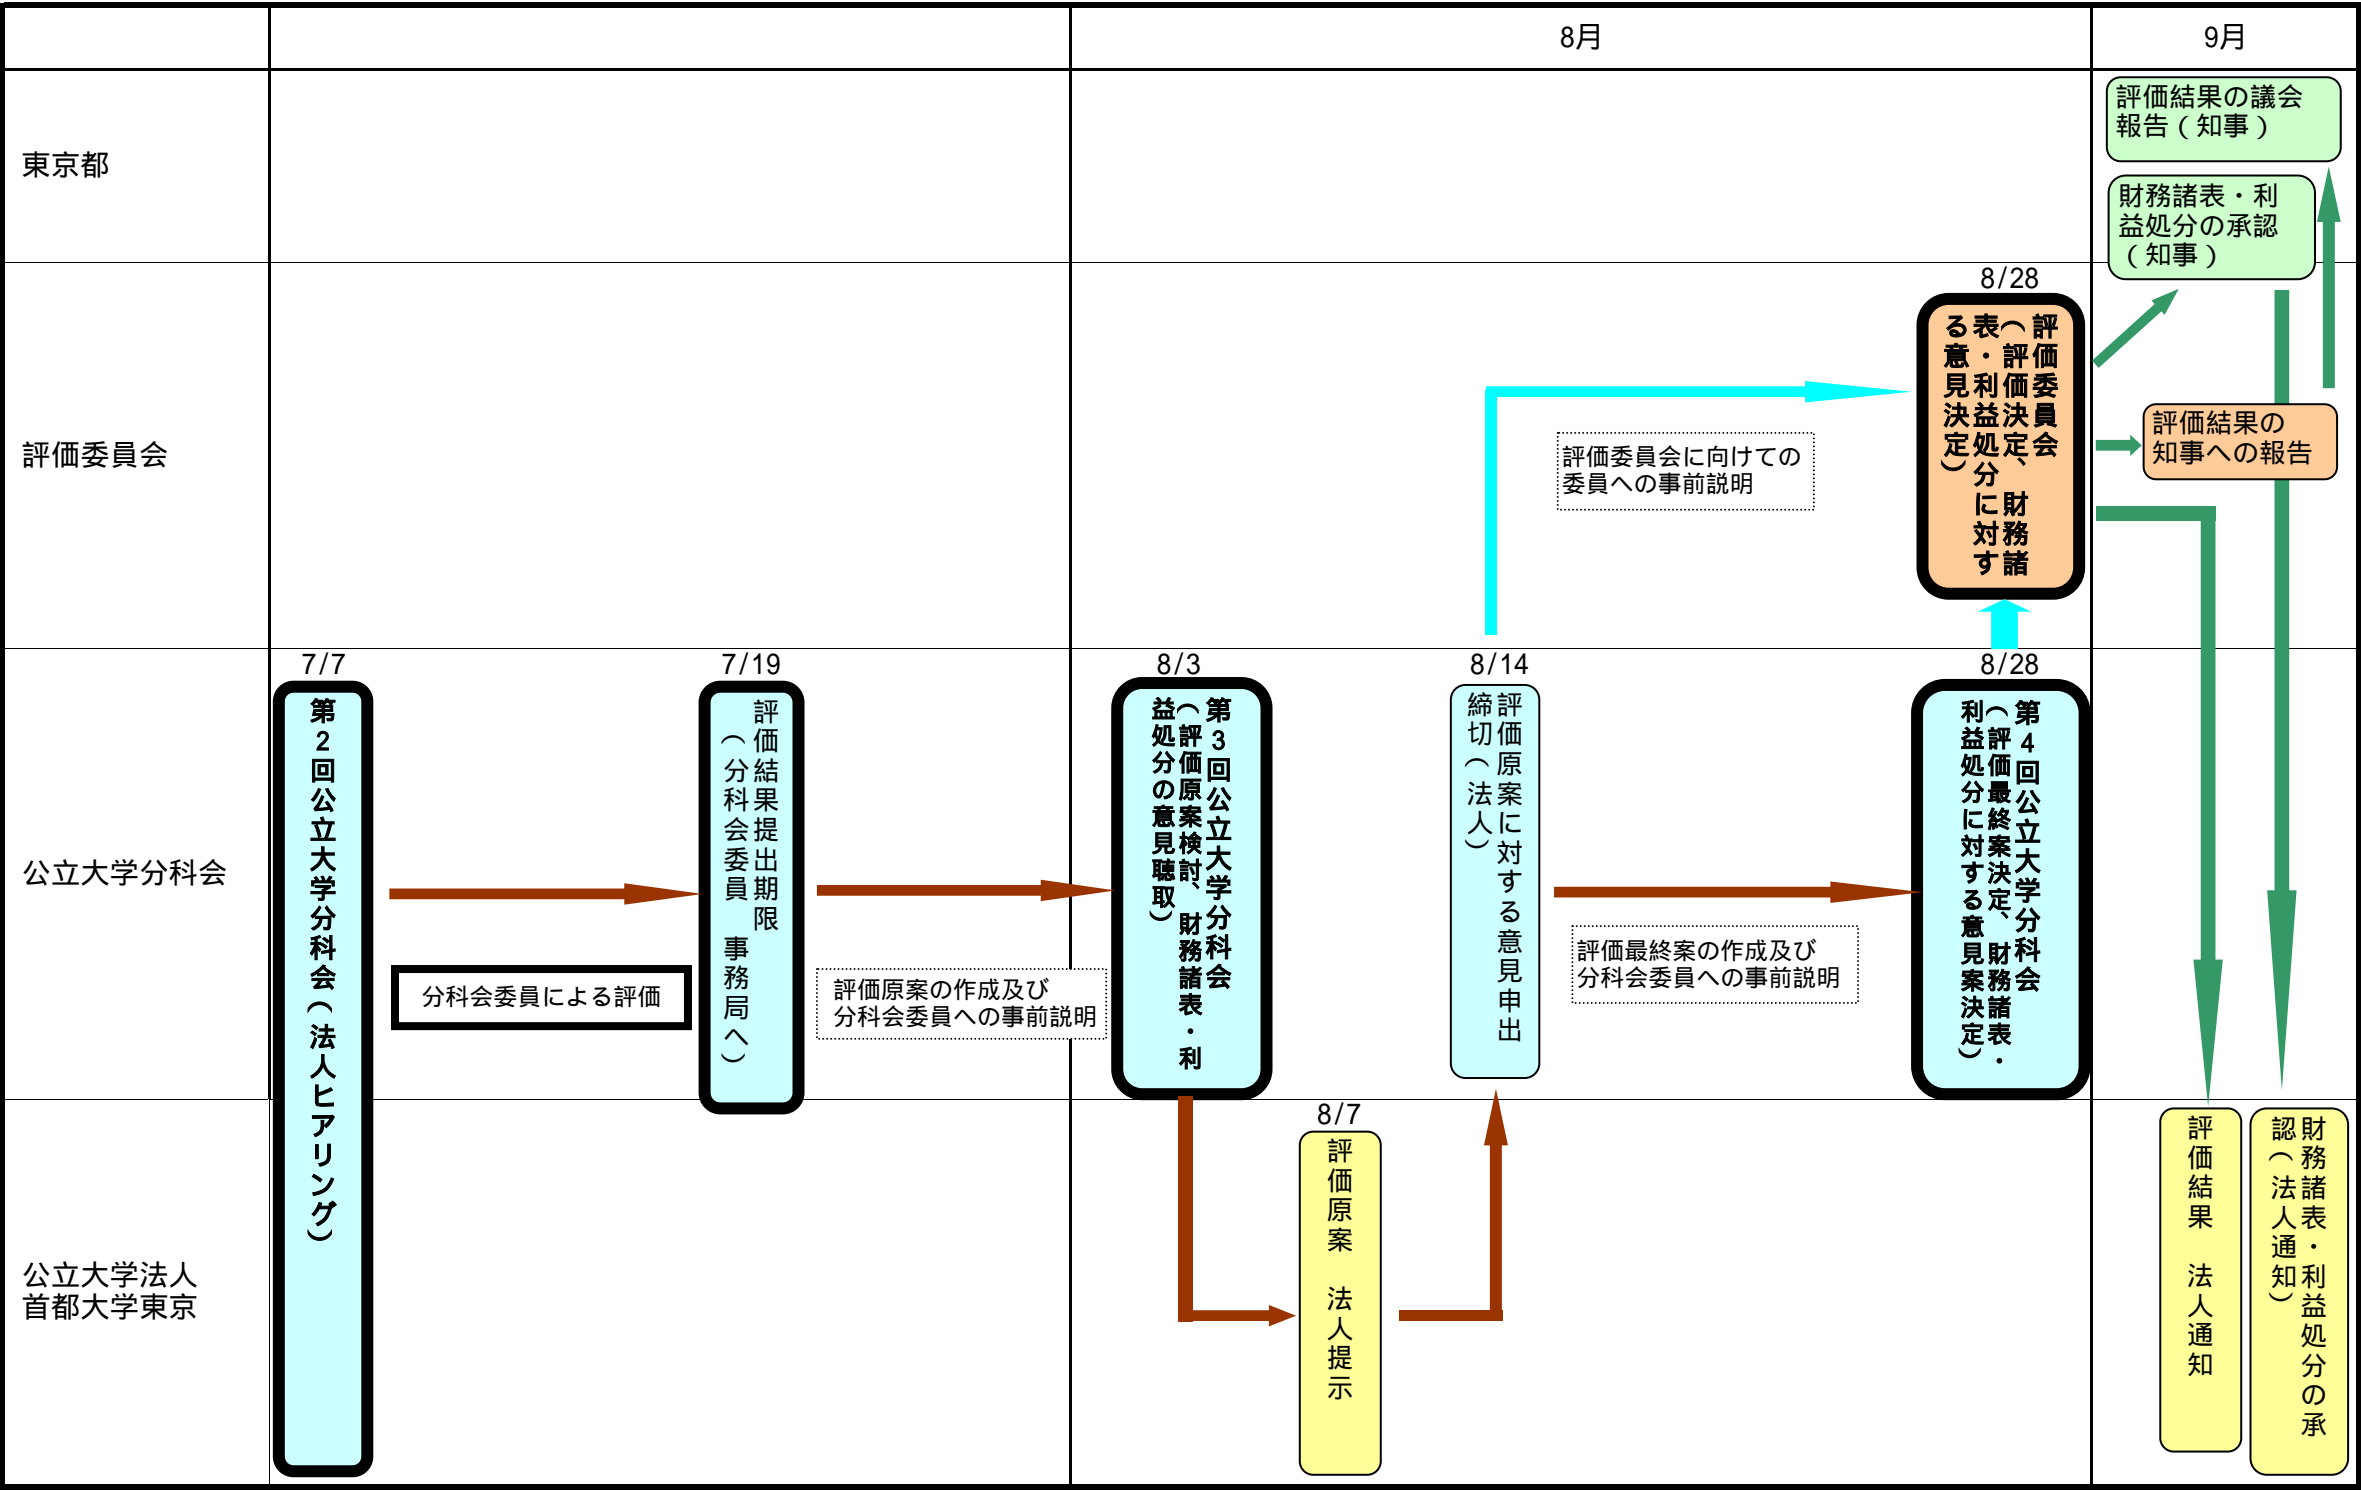 8月
9月
東京都
評価結果の議会
報告（知事）
財務諸表・利
益処分の承認
（知事）
評価委員会
8/28
評価委員会
（評価決定、財務諸
表・利益処分に対す
る意見決定）
評価委員会に向けての
委員への事前説明
評価結果の
知事への報告
公立大学分科会
7/7
第2回公立大学分科会（法人ヒアリング）
分科会委員による評価
7/19
評価結果提出期限
（分科会委員　事務局へ）
評価原案の作成及び
分科会委員への事前説明
8/3
第3回公立大学分科会
（評価原案検討、財務諸表・利
益処分の意見聴取）
8/14
評価原案に対する意見申出
締切（法人）
評価最終案の作成及び
分科会委員への事前説明
8/28
第4回公立大学分科会
（評価最終案決定、財務諸表・
利益処分に対する意見案決定）
公立大学法人
首都大学東京
8/7
評価原案　法人提示
評価結果　法人通知
財務諸表・利益処分の承
認（法人通知）